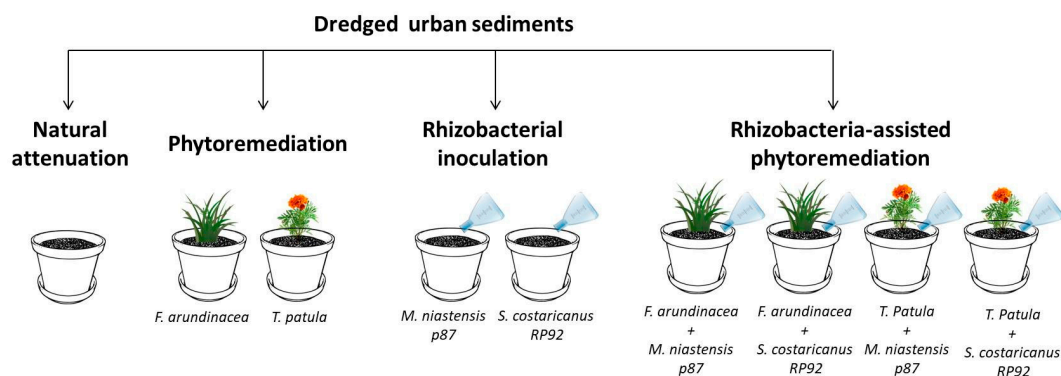 Dredged urban sediments
Natural
attenuation
Phytoremediation
Rhizobacterial
inoculation
Rhizobacteria-assisted
phytoremediation
F. arundinacea
T. patula
M. niastensis
p87
S. costaricanus
RP92
F. arundinacea
+
M. niastensis
p87
F. arundinacea
+
S. costaricanus
RP92
T. Patula
+
M. niastensis
p87
T. Patula
+
S. costaricanus
RP92